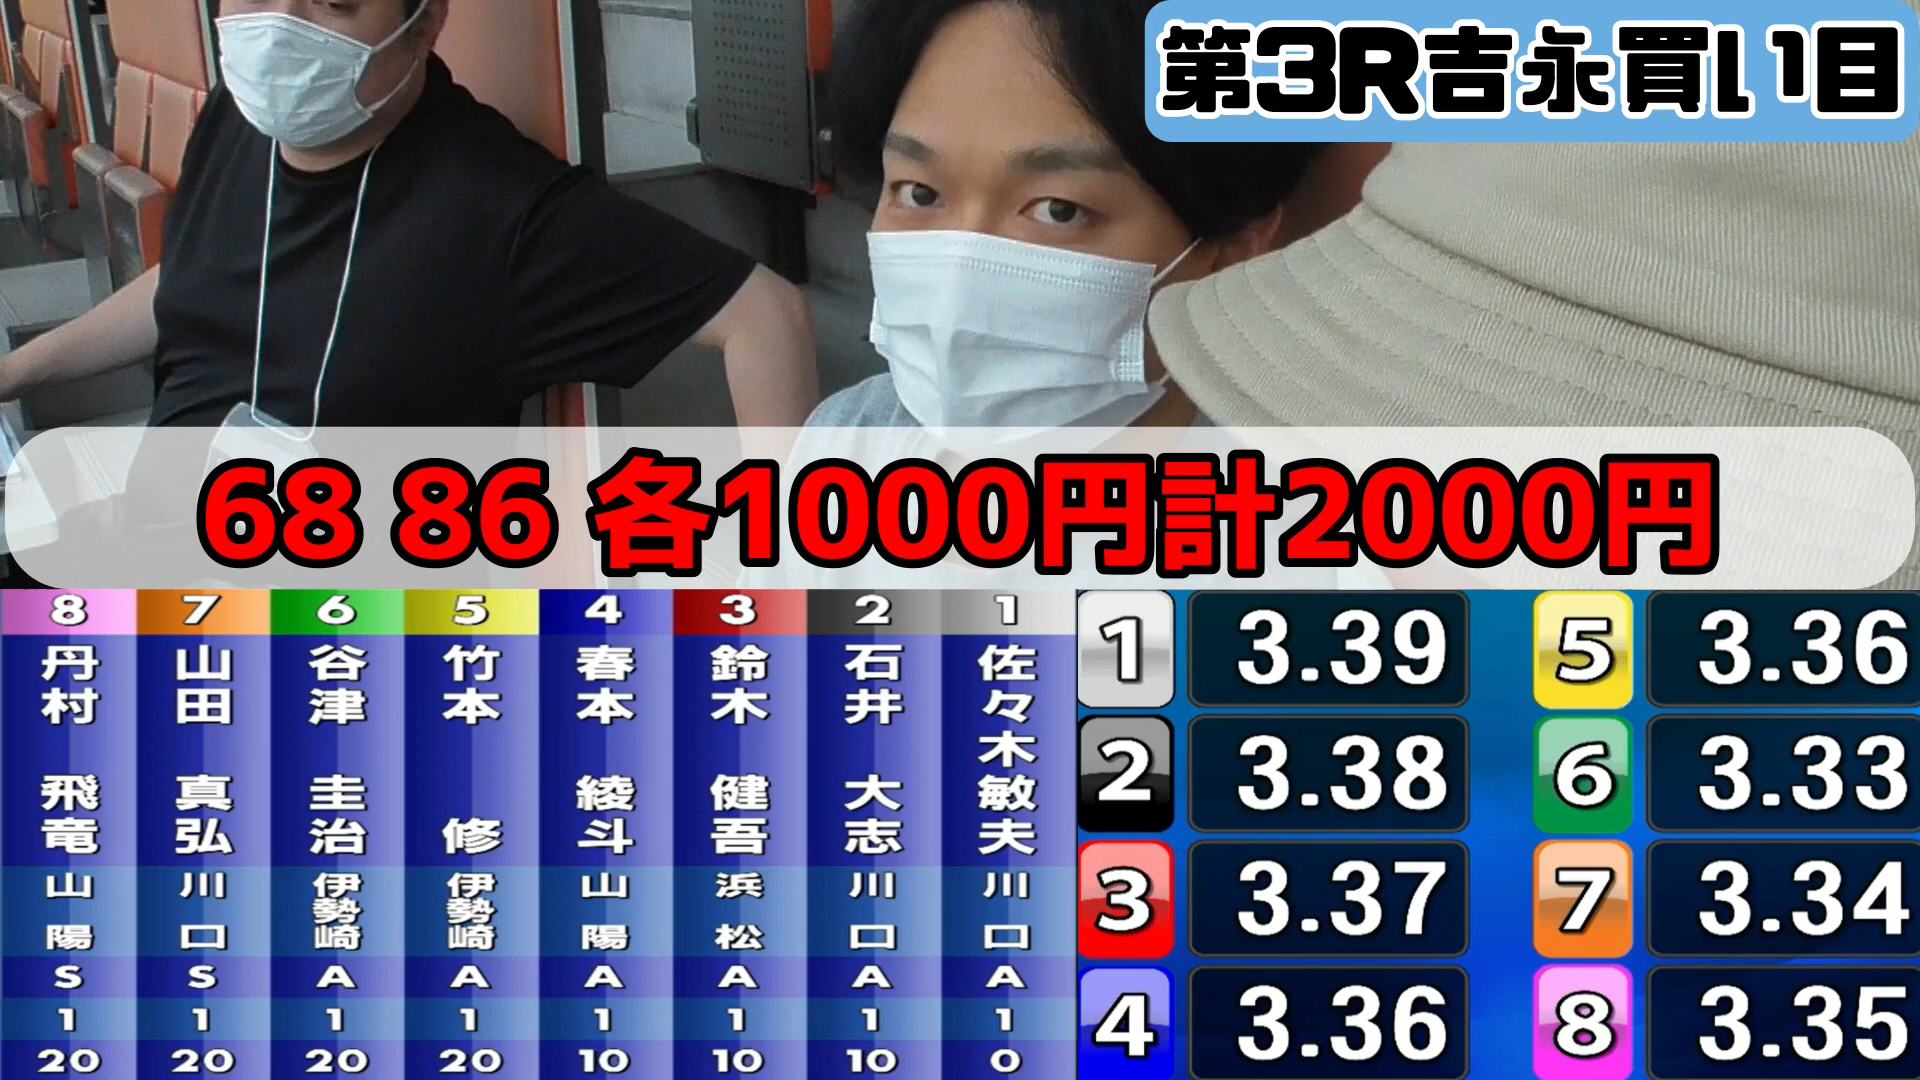 第3R吉永買い目
68 86 各1000円計2000円
8 7 6 5 4 3 2 1
丹村 飛竜
山田 真弘
谷津 圭治
竹本 修
春本 綾斗
鈴木 健吾
石井 大志
佐々木敏夫
山陽 川口 伊勢崎 伊勢崎 山陽 浜松 川口 川口
S S A A A A A A
1 1 1 1 1 1 1 1
20 20 20 20 10 10 10 0
1 3.39 5 3.36
2 3.38 6 3.33
3 3.37 7 3.34
4 3.36 8 3.35